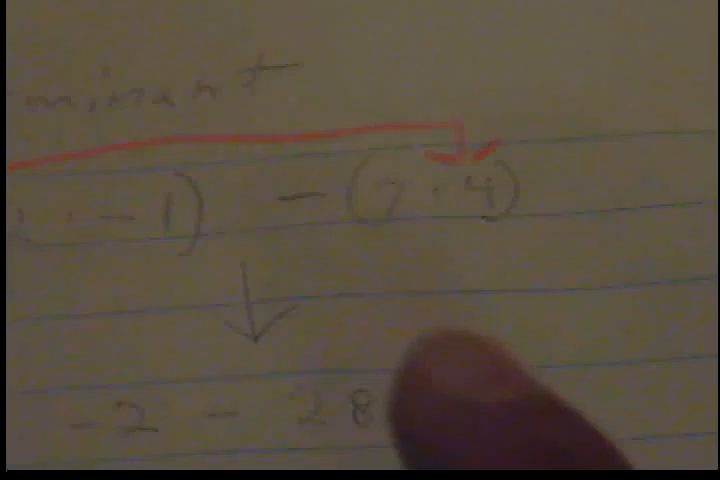 minant
· -1) - (7 · 4)
-2 - 28